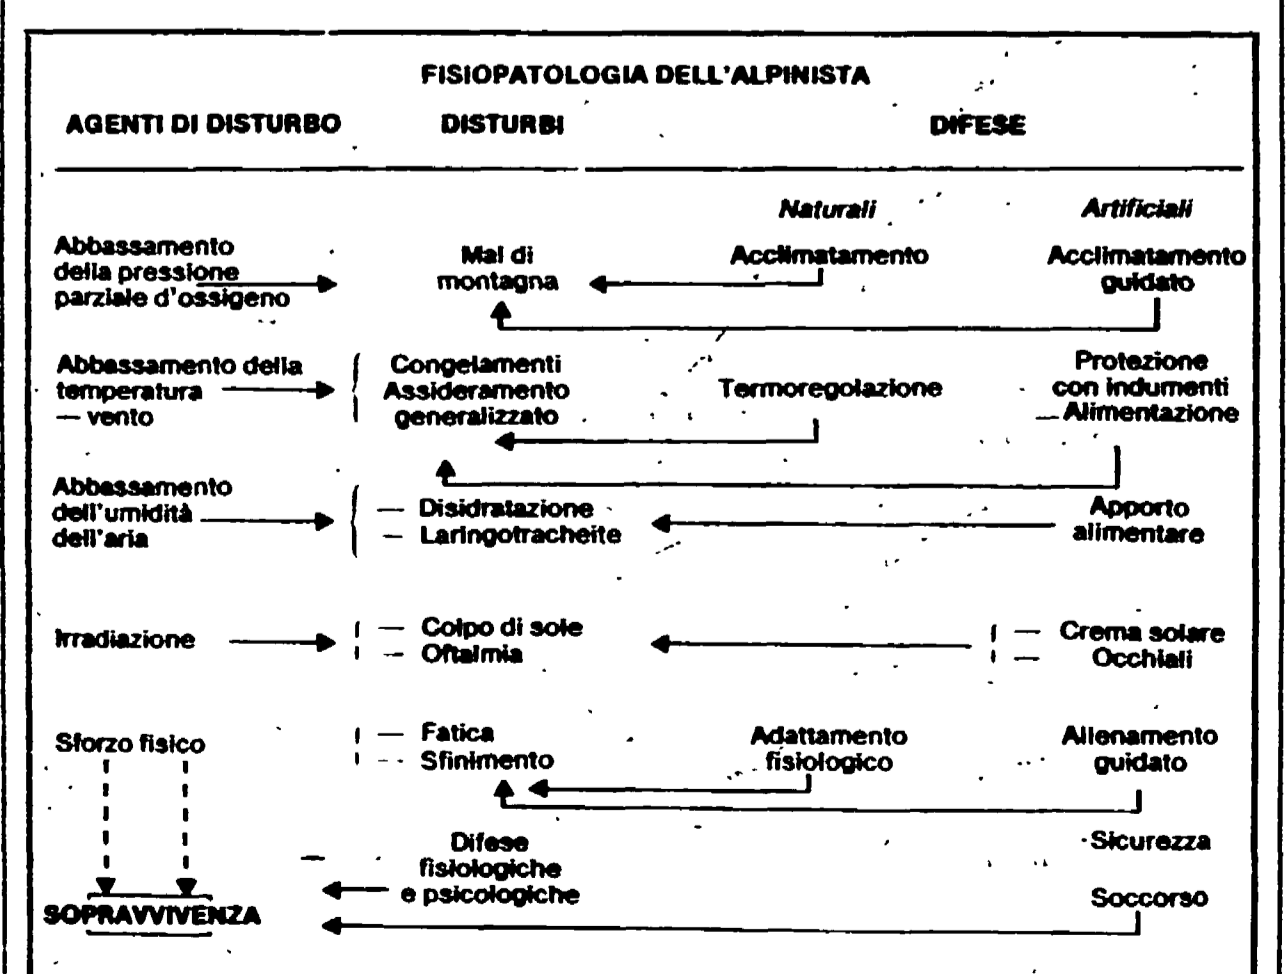 FISIOPATOLOGIA DELL'ALPINISTA
AGENTI DI DISTURBO DISTURBI DIFESE
Naturali Artificiali
Abbassamento
della pressione
parziale d'ossigeno
Mal di
montagna
Acclimatamento
Acclimatamento
guidato
Abbassamento della
temperatura
— vento
Congelamenti
Assideramento
generalizzato
Termoregolazione
Protezione
con indumenti
— Alimentazione
Abbassamento
dell'umidità
dell'aria
— Disidratazione
— Laringotracheite
Apporto
alimentare
Irradiazione
— Colpo di sole
— Oftalmia
— Crema solare
— Occhiali
Sforzo fisico
— Fatica
— Sfinimento
Adattamento
fisiologico
Allenamento
guidato
Difese
fisiologiche
e psicologiche
Sicurezza
Soccorso
SOPRAVVIVENZA